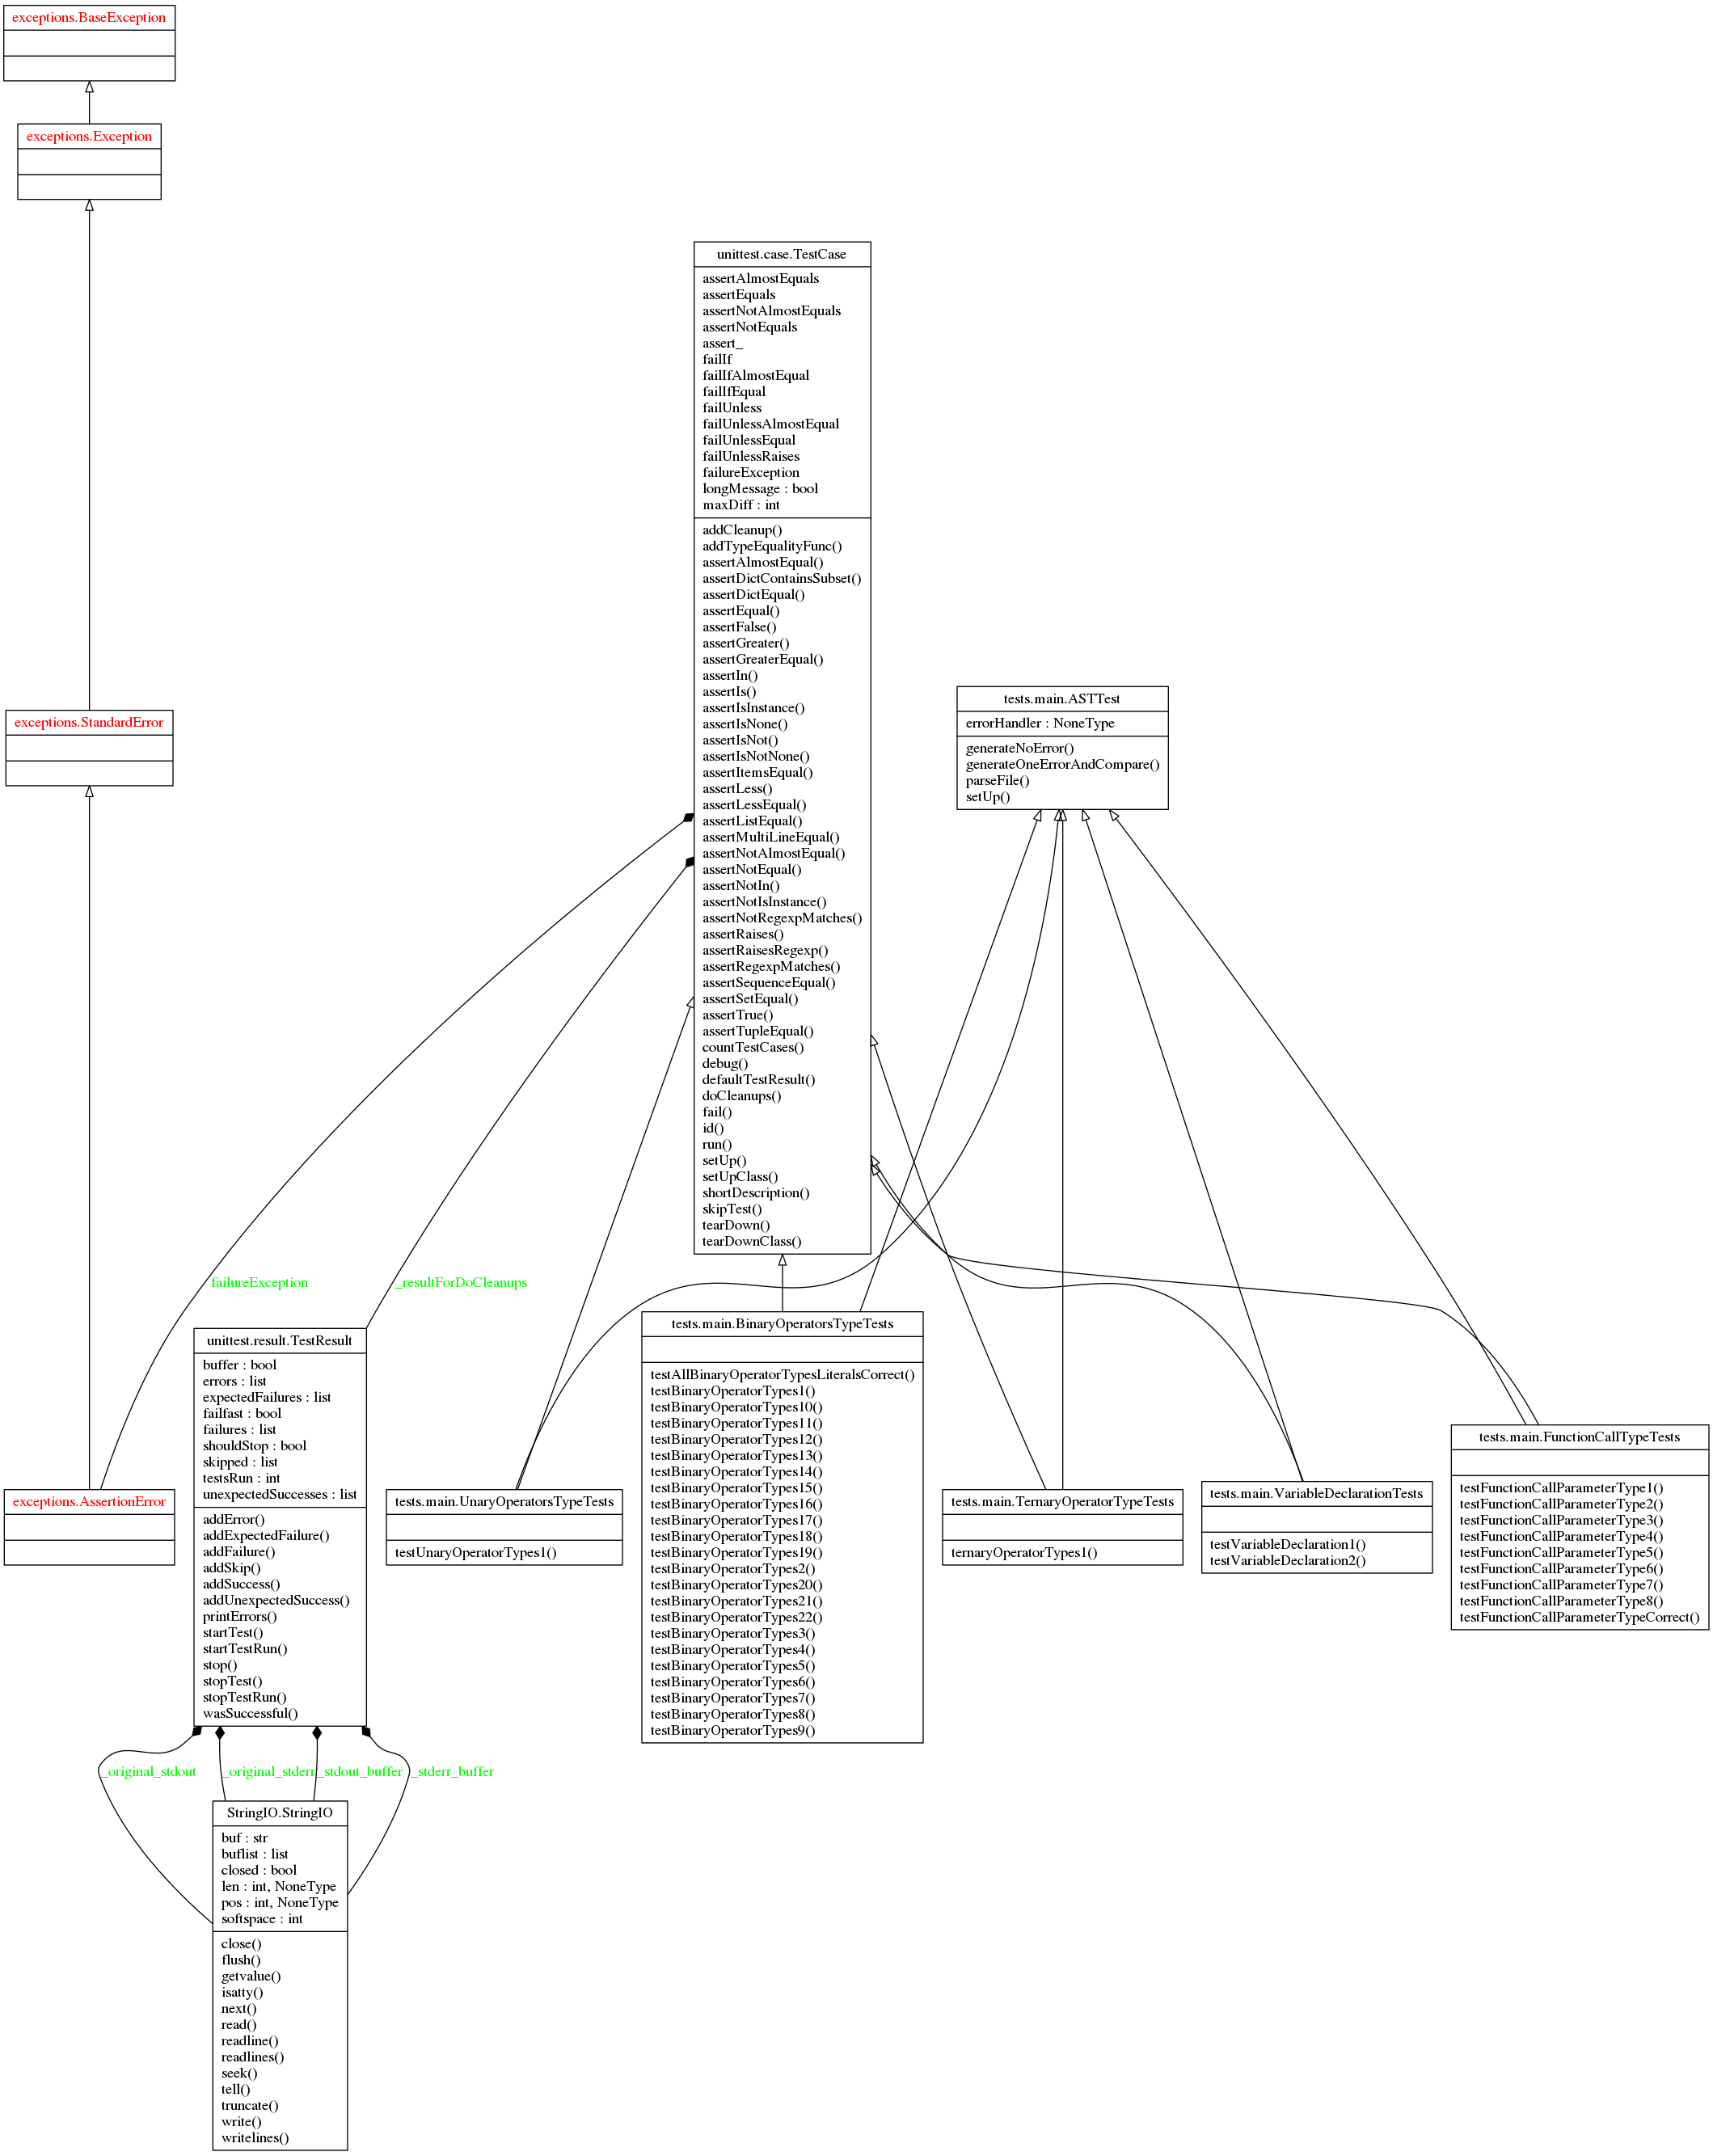 exceptions.BaseException
exceptions.Exception
unittest.case.TestCase
assertAlmostEquals
assertEquals
assertNotAlmostEquals
assertNotEquals
assert_
failIf
failIfAlmostEqual
failIfEqual
failUnless
failUnlessAlmostEqual
failUnlessEqual
failUnlessRaises
failureException
longMessage : bool
maxDiff : int
addCleanup()
addTypeEqualityFunc()
assertAlmostEqual()
assertDictContainsSubset()
assertDictEqual()
assertEqual()
assertFalse()
assertGreater()
assertGreaterEqual()
assertIn()
assertIs()
assertIsInstance()
assertIsNone()
assertIsNot()
assertIsNotNone()
assertItemsEqual()
assertLess()
assertLessEqual()
assertListEqual()
assertMultiLineEqual()
assertNotAlmostEqual()
assertNotEqual()
assertNotIn()
assertNotIsInstance()
assertNotRegexpMatches()
assertRaises()
assertRaisesRegexp()
assertRegexpMatches()
assertSequenceEqual()
assertSetEqual()
assertTrue()
assertTupleEqual()
countTestCases()
debug()
defaultTestResult()
doCleanups()
fail()
id()
run()
setUp()
setUpClass()
shortDescription()
skipTest()
tearDown()
tearDownClass()
tests.main.ASTTest
errorHandler : NoneType
generateNoError()
generateOneErrorAndCompare()
parseFile()
setUp()
exceptions.StandardError
failureException
_resultForDoCleanups
exceptions.AssertionError
unittest.result.TestResult
buffer : bool
errors : list
expectedFailures : list
failfast : bool
failures : list
shouldStop : bool
skipped : list
testsRun : int
unexpectedSuccesses : list
addError()
addExpectedFailure()
addFailure()
addSkip()
addSuccess()
addUnexpectedSuccess()
printErrors()
startTest()
startTestRun()
stop()
stopTest()
stopTestRun()
wasSuccessful()
tests.main.UnaryOperatorsTypeTests
testUnaryOperatorTypes1()
tests.main.BinaryOperatorsTypeTests
testAllBinaryOperatorTypesLiteralsCorrect()
testBinaryOperatorTypes1()
testBinaryOperatorTypes10()
testBinaryOperatorTypes11()
testBinaryOperatorTypes12()
testBinaryOperatorTypes13()
testBinaryOperatorTypes14()
testBinaryOperatorTypes15()
testBinaryOperatorTypes16()
testBinaryOperatorTypes17()
testBinaryOperatorTypes18()
testBinaryOperatorTypes19()
testBinaryOperatorTypes2()
testBinaryOperatorTypes20()
testBinaryOperatorTypes21()
testBinaryOperatorTypes22()
testBinaryOperatorTypes3()
testBinaryOperatorTypes4()
testBinaryOperatorTypes5()
testBinaryOperatorTypes6()
testBinaryOperatorTypes7()
testBinaryOperatorTypes8()
testBinaryOperatorTypes9()
tests.main.TernaryOperatorTypeTests
ternaryOperatorTypes1()
tests.main.VariableDeclarationTests
testVariableDeclaration1()
testVariableDeclaration2()
tests.main.FunctionCallTypeTests
testFunctionCallParameterType1()
testFunctionCallParameterType2()
testFunctionCallParameterType3()
testFunctionCallParameterType4()
testFunctionCallParameterType5()
testFunctionCallParameterType6()
testFunctionCallParameterType7()
testFunctionCallParameterType8()
testFunctionCallParameterTypeCorrect()
_original_stdout
_original_stderr
_stdout_buffer
_stderr_buffer
StringIO.StringIO
buf : str
buflist : list
closed : bool
len : int, NoneType
pos : int, NoneType
softspace : int
close()
flush()
getvalue()
isatty()
next()
read()
readline()
readlines()
seek()
tell()
truncate()
write()
writelines()